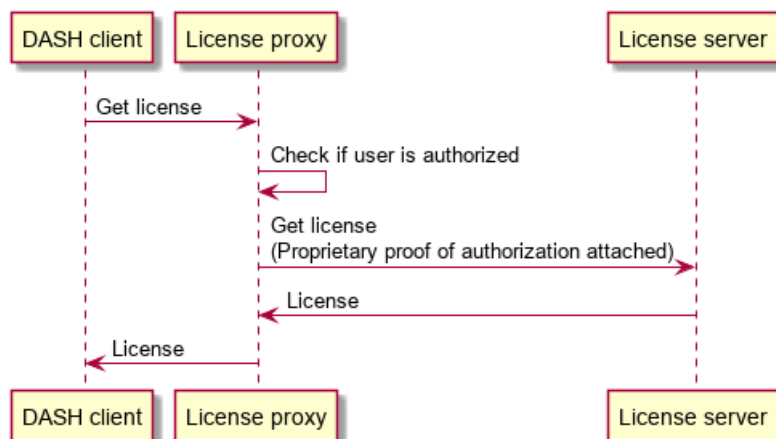 DASH client
License proxy
License server
Get license
Check if user is authorized
Get license
(Proprietary proof of authorization attached)
License
License
DASH client
License proxy
License server